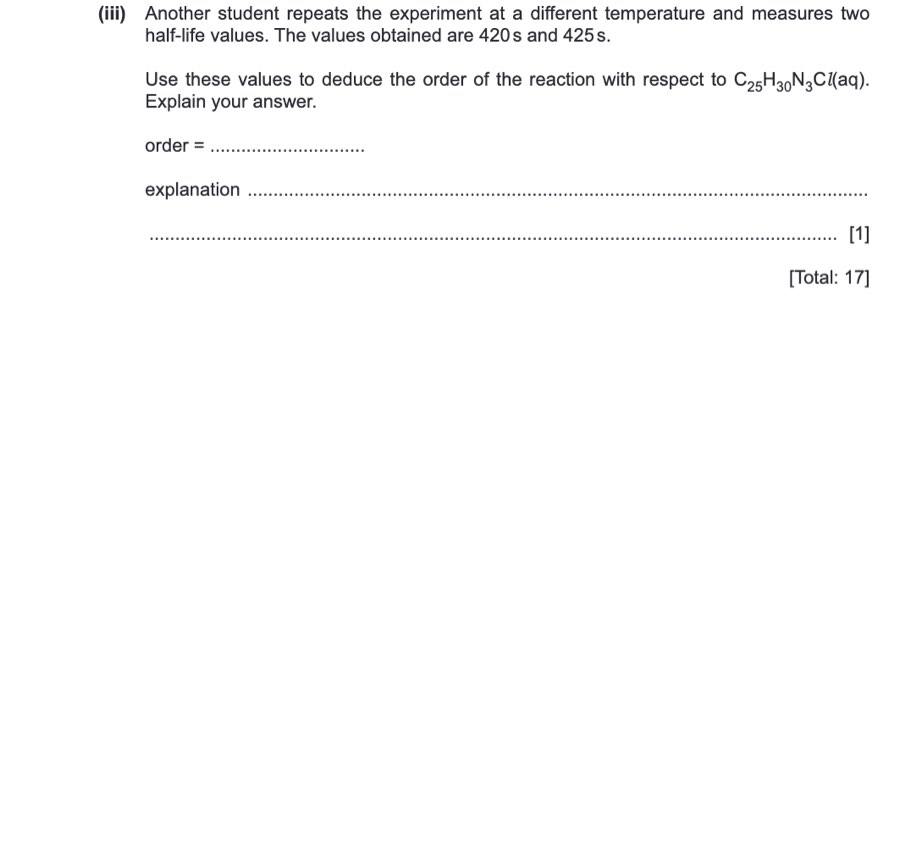 (iii) Another student repeats the experiment at a different temperature and measures two
half-life values. The values obtained are 420 s and 425 s.
Use these values to deduce the order of the reaction with respect to C₂₅H₃₀N₃Cl(aq).
Explain your answer.
order = ..............................
explanation ........................................................................................................................
..................................................................................................................................... [1]
[Total: 17]